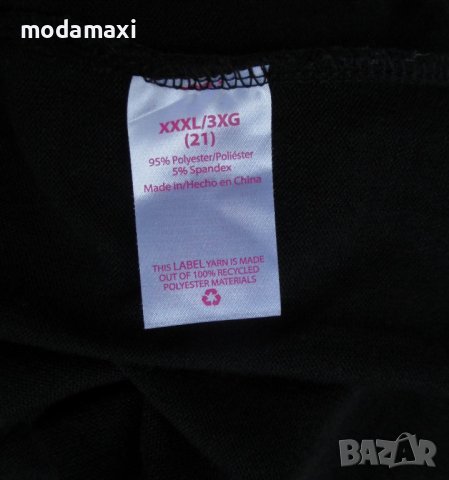 modamaxi
XXXL/3XG
(21)
95% Polyester/Poliéster
5% Spandex
Made in/Hecho en China
THIS LABEL YARN IS MADE
OUT OF 100% RECYCLED
POLYESTER MATERIALS
BAZAR